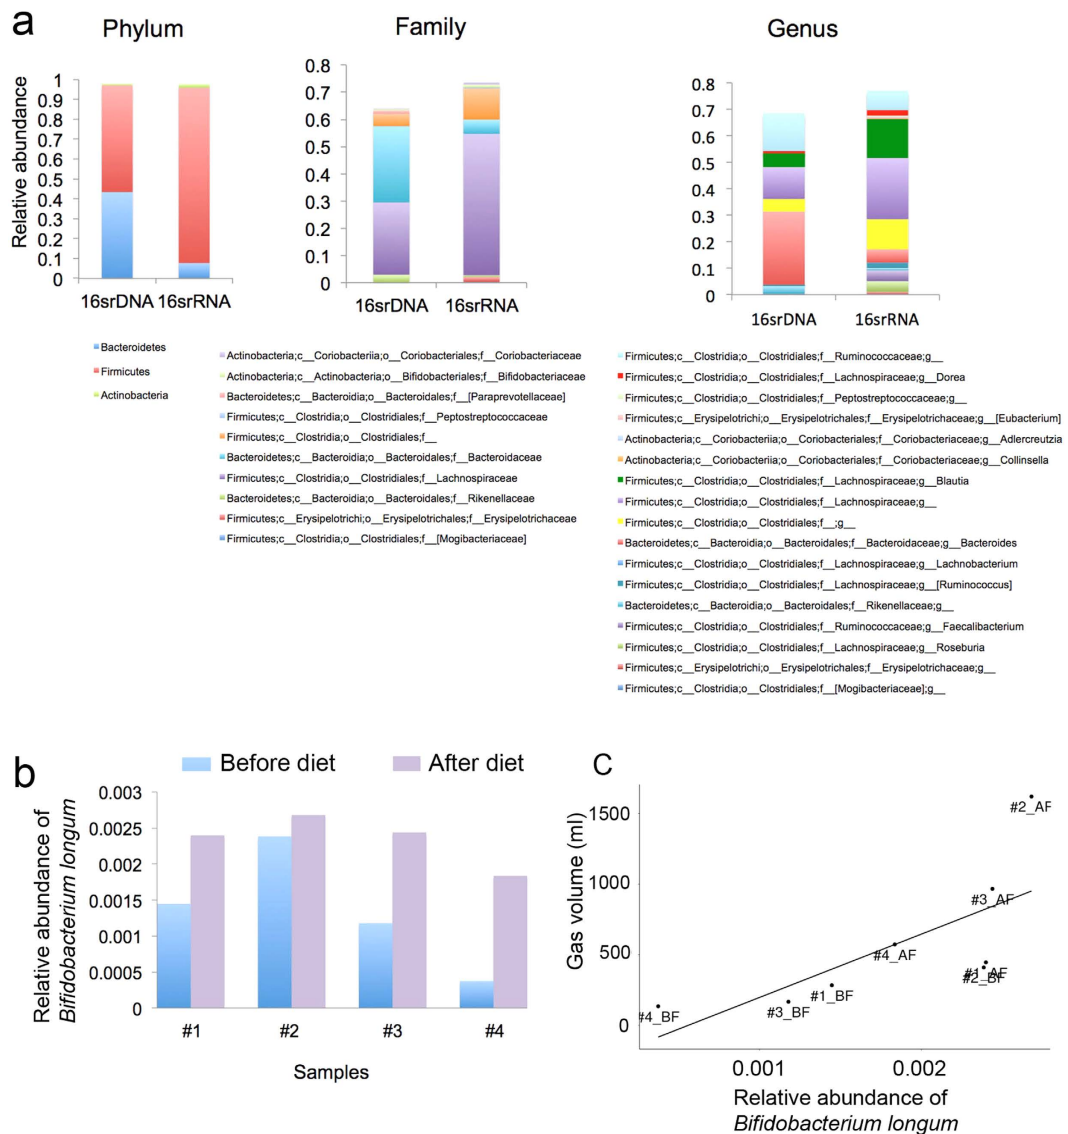 a
Phylum
Family
Genus
Relative abundance
1
0.9
0.8
0.7
0.6
0.5
0.4
0.3
0.2
0.1
0
16srDNA 16srRNA
0.8
0.7
0.6
0.5
0.4
0.3
0.2
0.1
0
16srDNA 16srRNA
0.8
0.7
0.6
0.5
0.4
0.3
0.2
0.1
0
16srDNA 16srRNA
Bacteroidetes
Firmicutes
Actinobacteria
Actinobacteria;c__Coriobacteriia;o__Coriobacteriales;f__Coriobacteriaceae
Actinobacteria;c__Actinobacteria;o__Bifidobacteriales;f__Bifidobacteriaceae
Bacteroidetes;c__Bacteroidia;o__Bacteroidales;f__[Paraprevotellaceae]
Firmicutes;c__Clostridia;o__Clostridiales;f__Peptostreptococcaceae
Firmicutes;c__Clostridia;o__Clostridiales;f__
Bacteroidetes;c__Bacteroidia;o__Bacteroidales;f__Bacteroidaceae
Firmicutes;c__Clostridia;o__Clostridiales;f__Lachnospiraceae
Bacteroidetes;c__Bacteroidia;o__Bacteroidales;f__Rikenellaceae
Firmicutes;c__Erysipelotrichi;o__Erysipelotrichales;f__Erysipelotrichaceae
Firmicutes;c__Clostridia;o__Clostridiales;f__[Mogibacteriaceae]
Firmicutes;c__Clostridia;o__Clostridiales;f__Ruminococcaceae;g__
Firmicutes;c__Clostridia;o__Clostridiales;f__Lachnospiraceae;g__Dorea
Firmicutes;c__Clostridia;o__Clostridiales;f__Peptostreptococcaceae;g__
Firmicutes;c__Erysipelotrichi;o__Erysipelotrichales;f__Erysipelotrichaceae;g__[Eubacterium]
Actinobacteria;c__Coriobacteriia;o__Coriobacteriales;f__Coriobacteriaceae;g__Adlercreutzia
Actinobacteria;c__Coriobacteriia;o__Coriobacteriales;f__Coriobacteriaceae;g__Collinsella
Firmicutes;c__Clostridia;o__Clostridiales;f__Lachnospiraceae;g__Blautia
Firmicutes;c__Clostridia;o__Clostridiales;f__Lachnospiraceae;g__
Firmicutes;c__Clostridia;o__Clostridiales;f__;g__
Bacteroidetes;c__Bacteroidia;o__Bacteroidales;f__Bacteroidaceae;g__Bacteroides
Firmicutes;c__Clostridia;o__Clostridiales;f__Lachnospiraceae;g__Lachnobacterium
Firmicutes;c__Clostridia;o__Clostridiales;f__Lachnospiraceae;g__[Ruminococcus]
Bacteroidetes;c__Bacteroidia;o__Bacteroidales;f__Rikenellaceae;g__
Firmicutes;c__Clostridia;o__Clostridiales;f__Ruminococcaceae;g__Faecalibacterium
Firmicutes;c__Clostridia;o__Clostridiales;f__Lachnospiraceae;g__Roseburia
Firmicutes;c__Erysipelotrichi;o__Erysipelotrichales;f__Erysipelotrichaceae;g__
Firmicutes;c__Clostridia;o__Clostridiales;f__[Mogibacteriaceae];g__
b
Before diet
After diet
Relative abundance of
Bifidobacterium longum
0.003
0.0025
0.002
0.0015
0.001
0.0005
0
#1 #2 #3 #4
Samples
C
Gas volume (ml)
1500
1000
500
0
#2_AF
#3_AF
#4_AF
#1_AF
#2_BF
#1_BF
#3_BF
#4_BF
0.001 0.002
Relative abundance of
Bifidobacterium longum